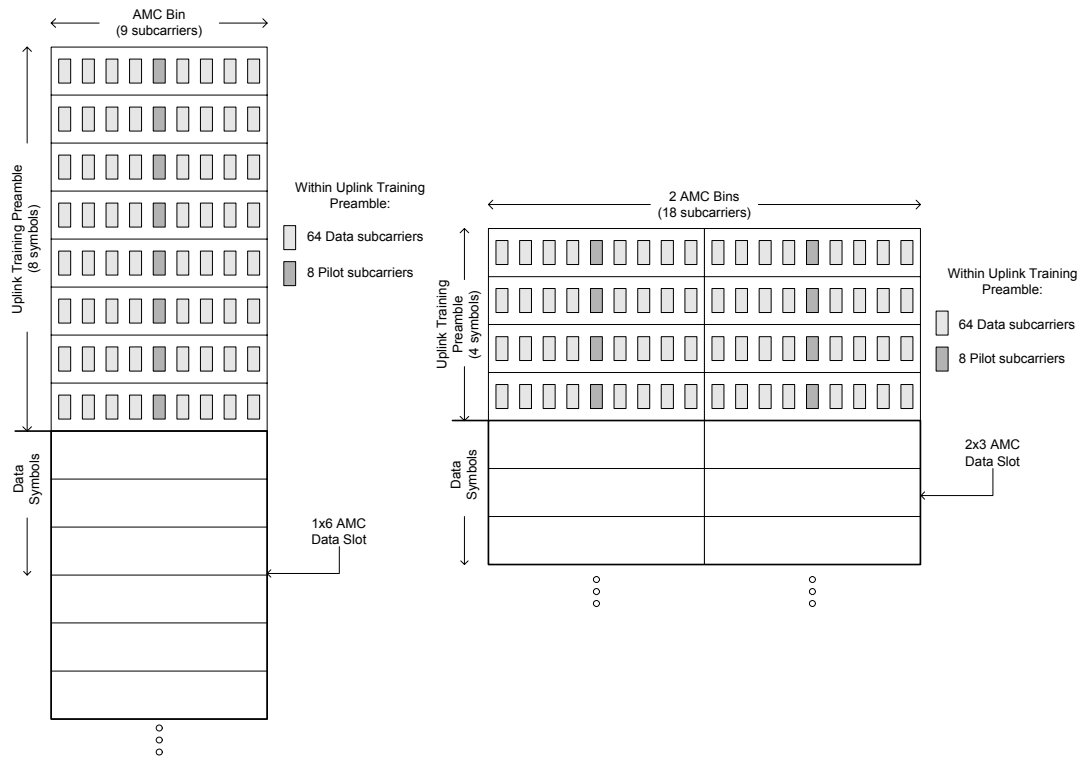 AMC Bin
(9 subcarriers)
Uplink Training Preamble
(8 symbols)
Within Uplink Training
Preamble:
64 Data subcarriers
8 Pilot subcarriers
Data
Symbols
1x6 AMC
Data Slot
2 AMC Bins
(18 subcarriers)
Uplink Training
Preamble
(4 symbols)
Within Uplink Training
Preamble:
64 Data subcarriers
8 Pilot subcarriers
Data
Symbols
2x3 AMC
Data Slot